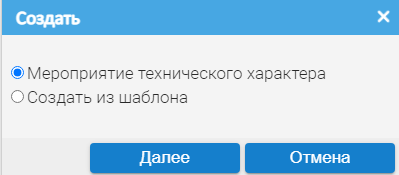 Создать
Мероприятие технического характера
Создать из шаблона
Далее Отмена